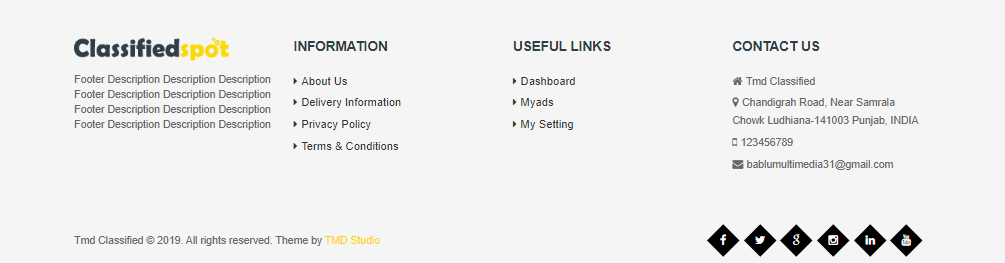 Classifiedspot
Footer Description Description Description
Footer Description Description Description
Footer Description Description Description
Footer Description Description Description
INFORMATION
About Us
Delivery Information
Privacy Policy
Terms & Conditions
USEFUL LINKS
Dashboard
Myads
My Setting
CONTACT US
Tmd Classified
Chandigrah Road, Near Samrala
Chowk Ludhiana-141003 Punjab, INDIA
123456789
bablumultimedia31@gmail.com
Tmd Classified © 2019. All rights reserved. Theme by TMD Studio